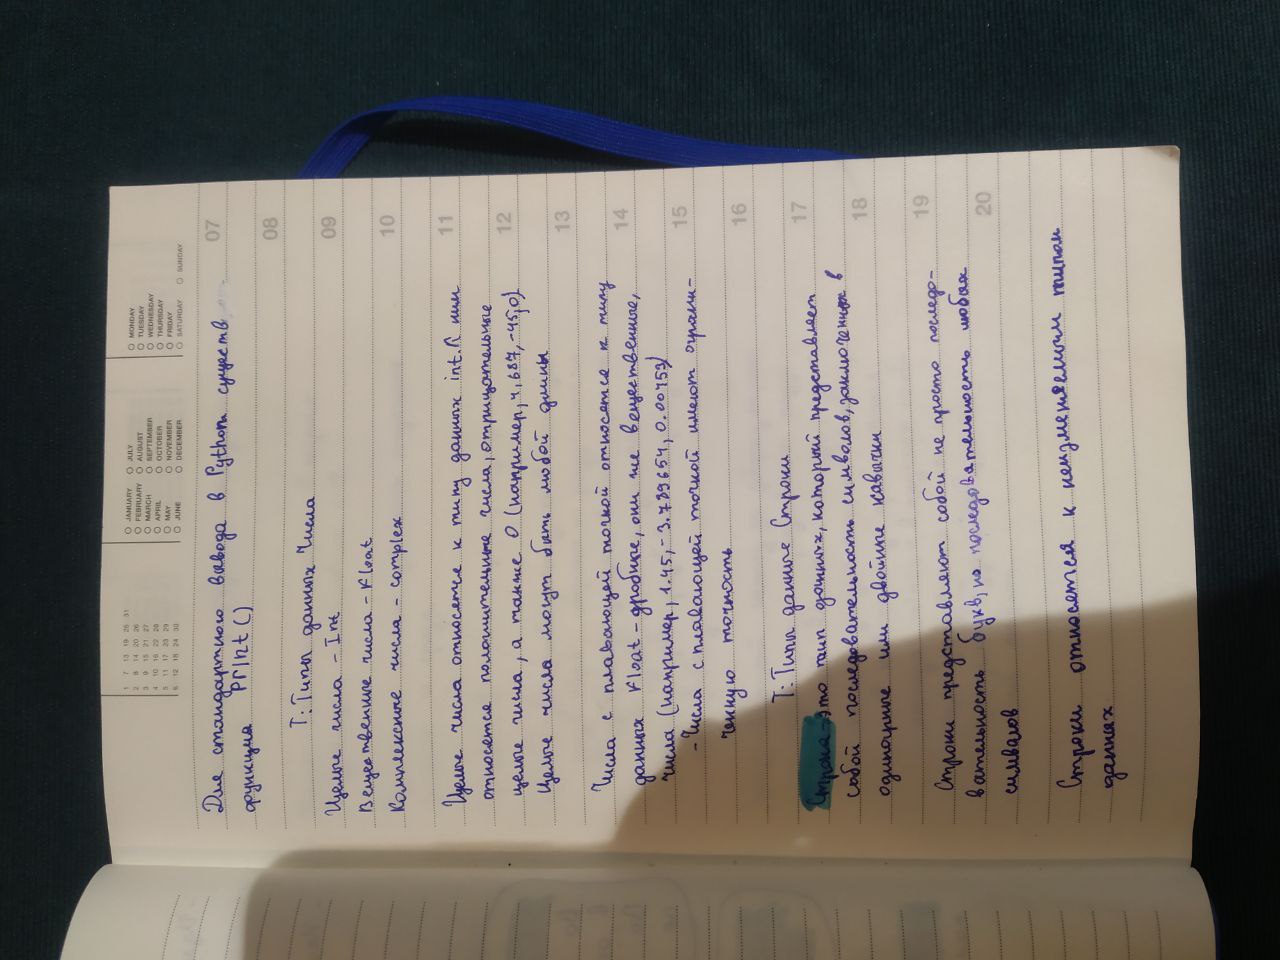 1 7 13 19 25 31
2 8 14 20 26
3 9 15 21 27
4 10 16 22 28
5 11 17 23 29
6 12 18 24 30
JANUARY JULY
FEBRUARY AUGUST
MARCH SEPTEMBER
APRIL OCTOBER
MAY NOVEMBER
JUNE DECEMBER
MONDAY
TUESDAY
WEDNESDAY
THURSDAY
FRIDAY
SATURDAY SUNDAY
Для стандартного вывода в Python существ 07
функция Print()
08
Т: Типы данных Числа
Целые числа - Int 09
Вещественные числа - Float
Комплексные числа - complex 10
Целые числа относятся к типу данных int. К ним 11
относятся положительные числа, отрицательные
целые числа, а также 0 (например, 4, 687, -45, 0) 12
Целые числа могут быть любой длины 13
Числа с плавающей точкой относятся к типу 14
данных Float - дробные, они же вещественные,
числа (например, 1.45, -3.789654, 0.00453) 15
- Числа с плавающей точкой имеют ограни-
ченную точность 16
Т: Типы данные Строки 17
Строка - это тип данных, который представляет
собой последовательность символов, заключенных в 18
одинарные или двойные кавычки
Строки представляют собой не просто последо- 19
вательность букв, но последовательность любых 20
символов
Строки относятся к неизменяемым типам
данных